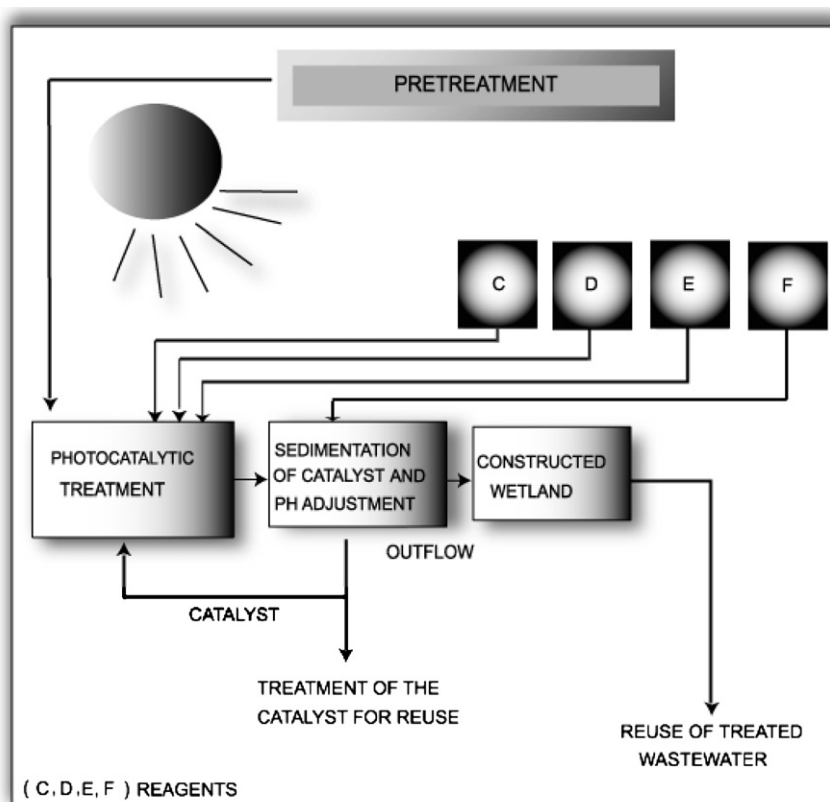 PRETREATMENT
C
D
E
F
PHOTOCATALYTIC
TREATMENT
SEDIMENTATION
OF CATALYST AND
PH ADJUSTMENT
CONSTRUCTED
WETLAND
OUTFLOW
CATALYST
TREATMENT OF THE
CATALYST FOR REUSE
REUSE OF TREATED
WASTEWATER
( C, D, E, F ) REAGENTS